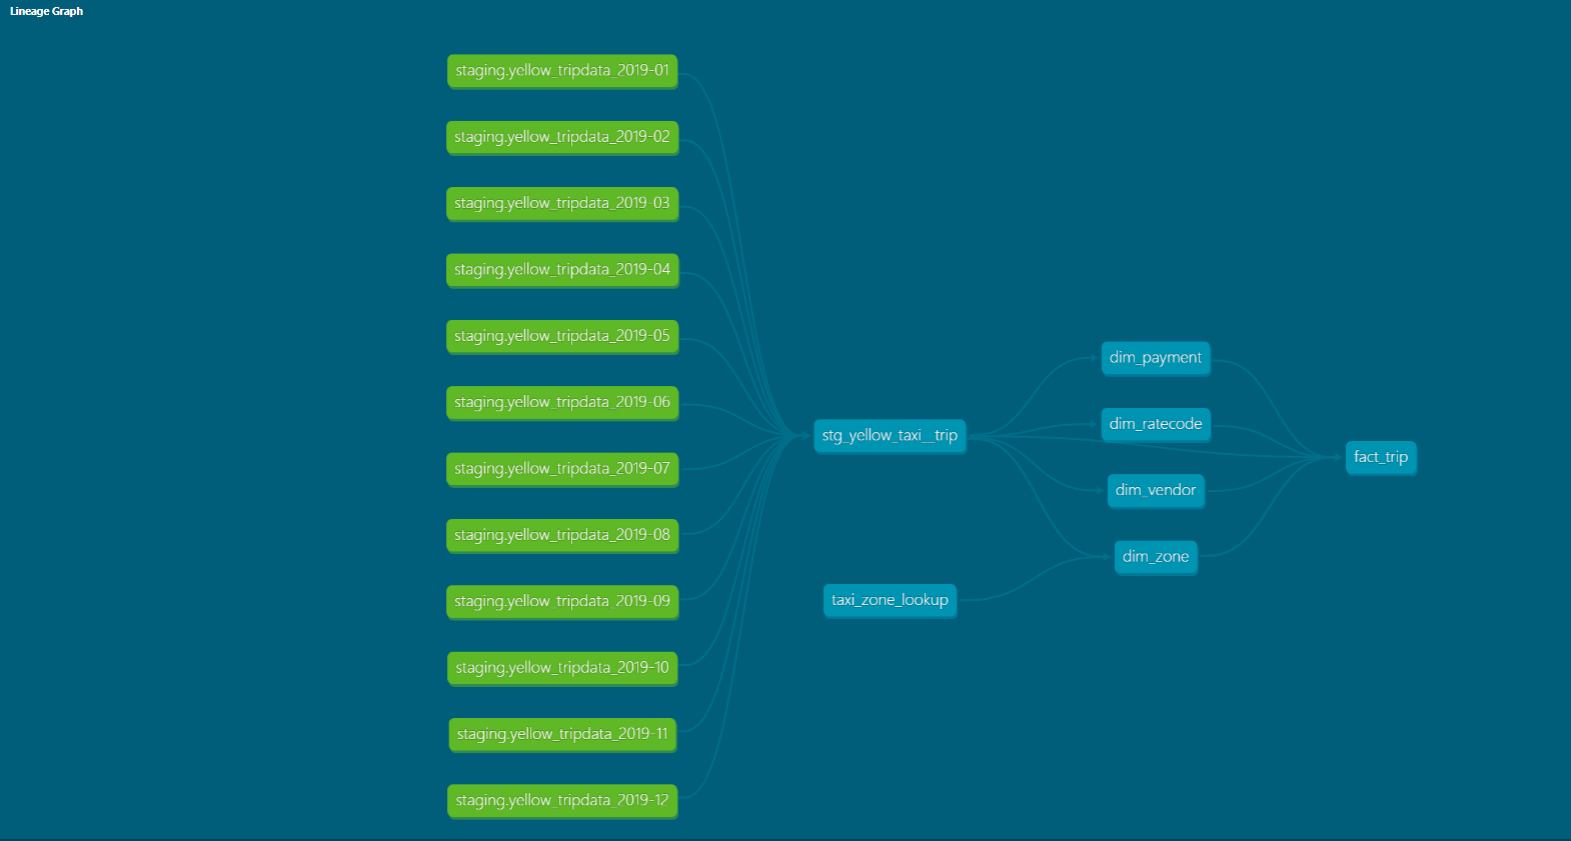 Lineage Graph
staging.yellow_tripdata_2019-01
staging.yellow_tripdata_2019-02
staging.yellow_tripdata_2019-03
staging.yellow_tripdata_2019-04
staging.yellow_tripdata_2019-05
staging.yellow_tripdata_2019-06
staging.yellow_tripdata_2019-07
staging.yellow_tripdata_2019-08
staging.yellow_tripdata_2019-09
staging.yellow_tripdata_2019-10
staging.yellow_tripdata_2019-11
staging.yellow_tripdata_2019-12
stg_yellow_taxi__trip
taxi_zone_lookup
dim_payment
dim_ratecode
dim_vendor
dim_zone
fact_trip